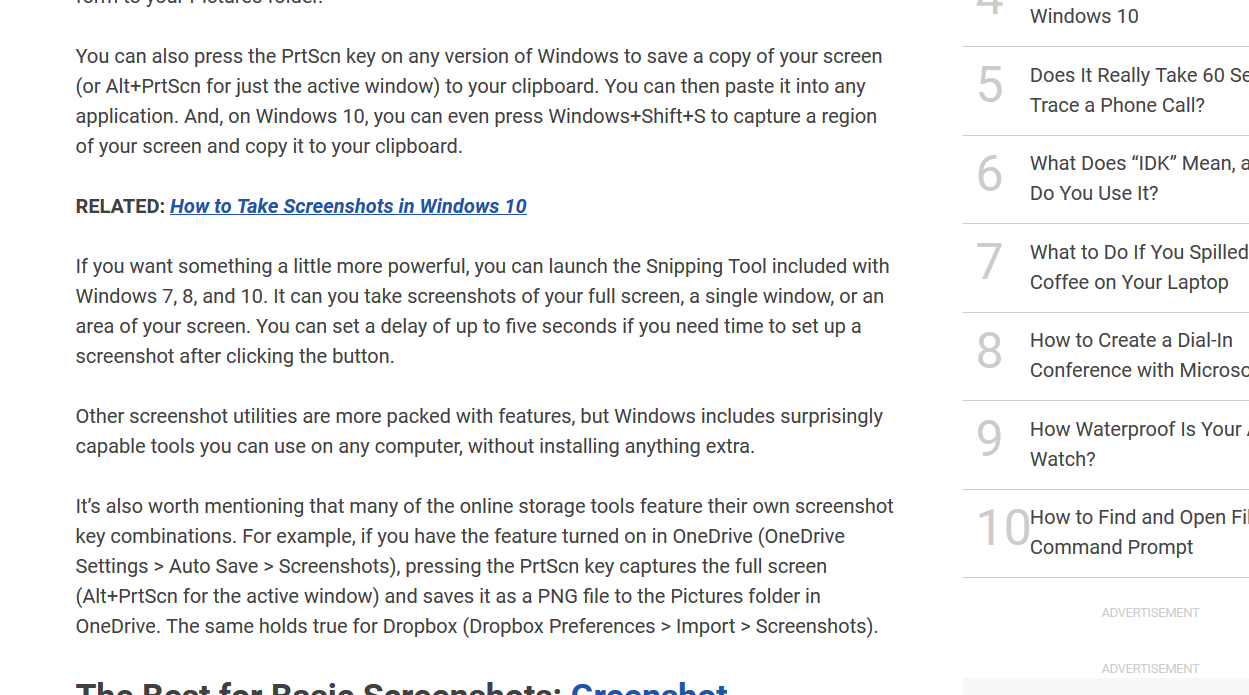 form to your Pictures folder.
You can also press the PrtScn key on any version of Windows to save a copy of your screen
(or Alt+PrtScn for just the active window) to your clipboard. You can then paste it into any
application. And, on Windows 10, you can even press Windows+Shift+S to capture a region
of your screen and copy it to your clipboard.
RELATED: How to Take Screenshots in Windows 10
If you want something a little more powerful, you can launch the Snipping Tool included with
Windows 7, 8, and 10. It can you take screenshots of your full screen, a single window, or an
area of your screen. You can set a delay of up to five seconds if you need time to set up a
screenshot after clicking the button.
Other screenshot utilities are more packed with features, but Windows includes surprisingly
capable tools you can use on any computer, without installing anything extra.
It’s also worth mentioning that many of the online storage tools feature their own screenshot
key combinations. For example, if you have the feature turned on in OneDrive (OneDrive
Settings > Auto Save > Screenshots), pressing the PrtScn key captures the full screen
(Alt+PrtScn for the active window) and saves it as a PNG file to the Pictures folder in
OneDrive. The same holds true for Dropbox (Dropbox Preferences > Import > Screenshots).
The Best for Basic Screenshots: Greenshot
4
Windows 10
5 Does It Really Take 60 Se
Trace a Phone Call?
6 What Does “IDK” Mean, a
Do You Use It?
7 What to Do If You Spilled
Coffee on Your Laptop
8 How to Create a Dial-In
Conference with Microso
9 How Waterproof Is Your
Watch?
10 How to Find and Open Fil
Command Prompt
ADVERTISEMENT
ADVERTISEMENT